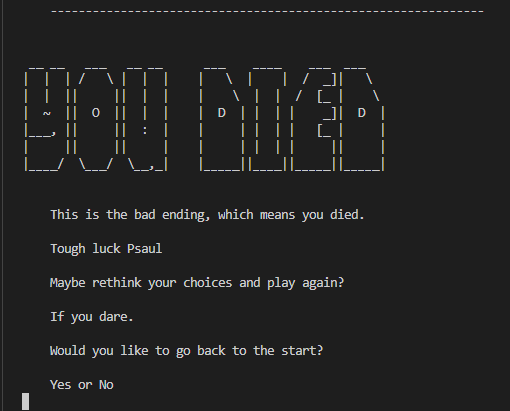 YOU DIED
This is the bad ending, which means you died.
Tough luck Psaul
Maybe rethink your choices and play again?
If you dare.
Would you like to go back to the start?
Yes or No